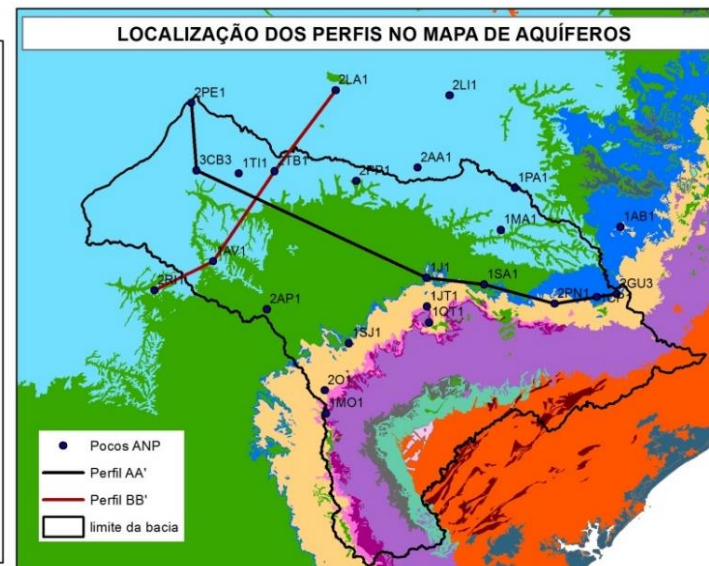 LOCALIZAÇÃO DOS PERFIS NO MAPA DE AQUÍFEROS
2LA1
2LI1
2PE1
3CB3
1TI1
2TB1
2PP1
2AA1
1PA1
1MA1
1AB1
1AV1
2RI1
2AP1
1J1
1SA1
2GU3
2PN1
1JT1
1QT1
1SJ1
2O1
1MO1
Pocos ANP
Perfil AA'
Perfil BB'
limite da bacia